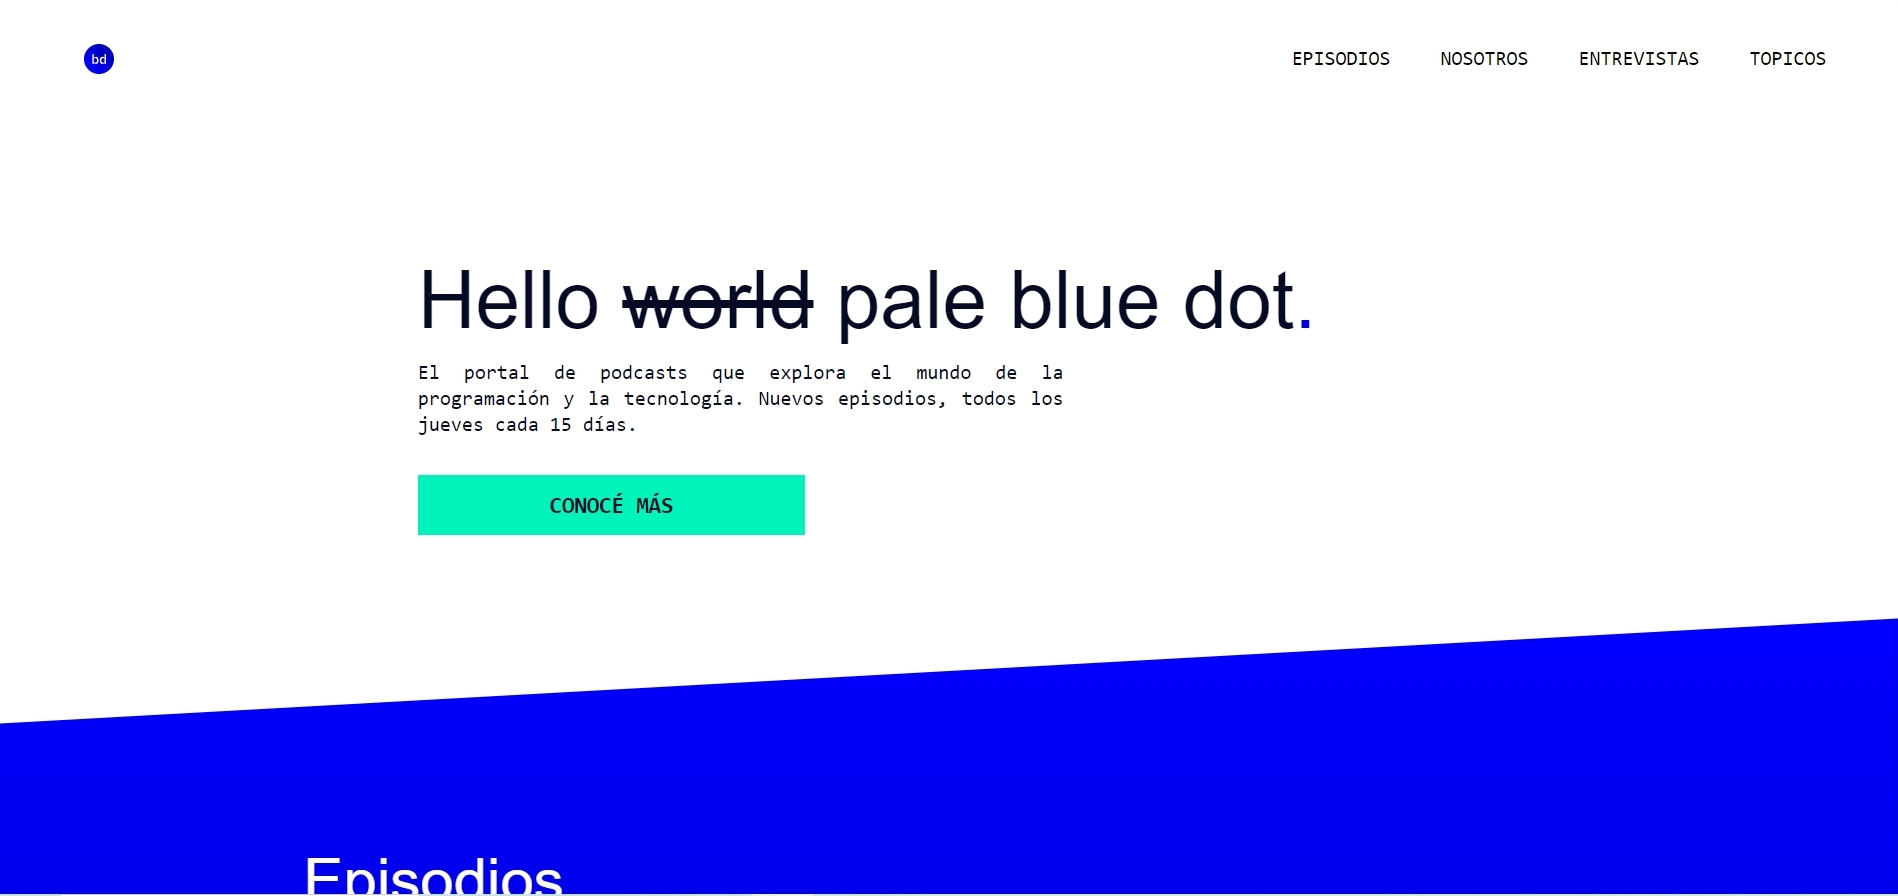 bd
EPISODIOS NOSOTROS ENTREVISTAS TOPICOS
Hello world pale blue dot.
El portal de podcasts que explora el mundo de la
programación y la tecnología. Nuevos episodios, todos los
jueves cada 15 días.
CONOCÉ MÁS
Episodios